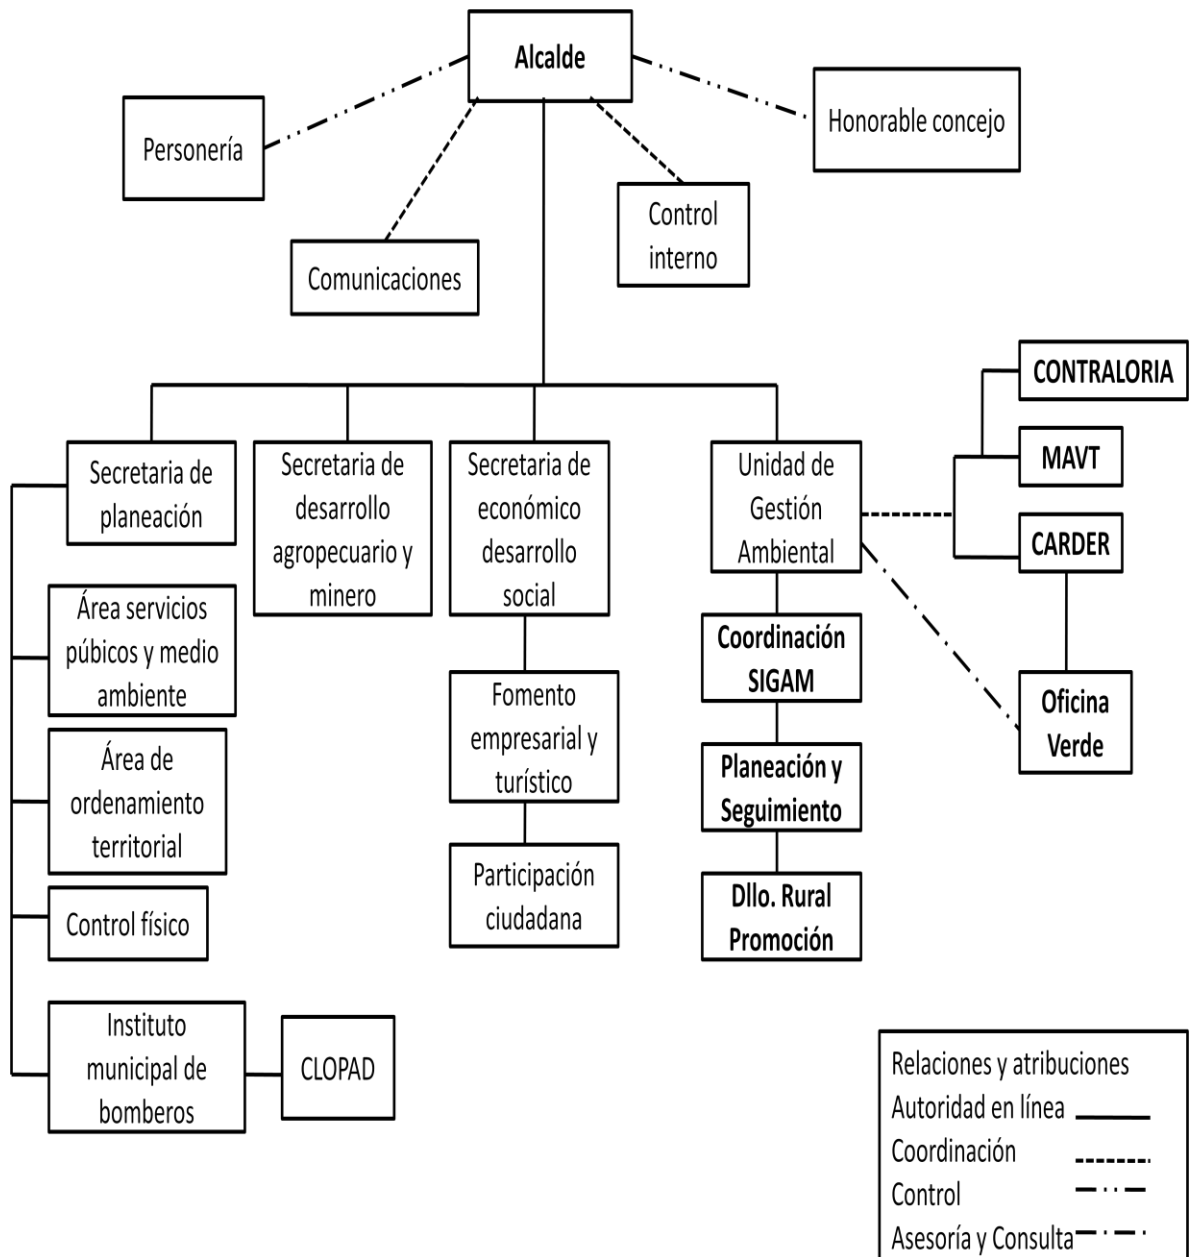 Alcalde
Personería
Honorable concejo
Control
interno
Comunicaciones
CONTRALORIA
MAVT
CARDER
Oficina
Verde
Secretaria de
planeación
Secretaria de
desarrollo
agropecuario y
minero
Secretaria de
económico
desarrollo
social
Unidad de
Gestión
Ambiental
Área servicios
púbicos y medio
ambiente
Área de
ordenamiento
territorial
Control físico
Instituto
municipal de
bomberos
CLOPAD
Fomento
empresarial y
turístico
Participación
ciudadana
Coordinación
SIGAM
Planeación y
Seguimiento
Dllo. Rural
Promoción
Relaciones y atribuciones
Autoridad en línea
Coordinación
Control
Asesoría y Consulta